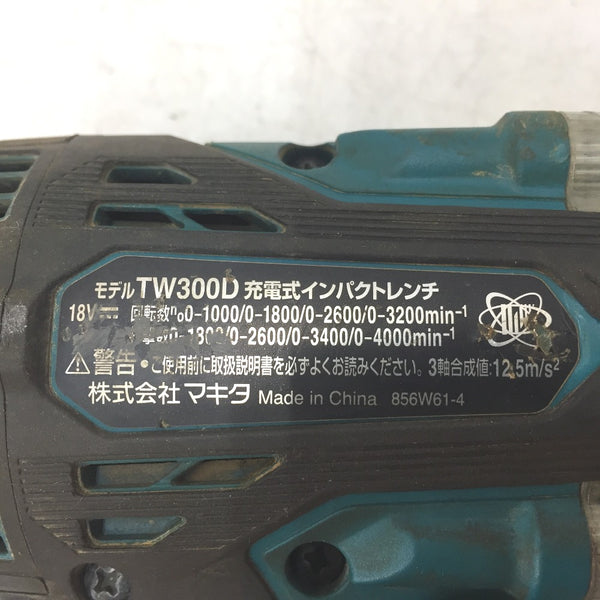 モデル TW300D 充電式インパクトレンチ
18V⎓ 回転数n₀0-1000/0-1800/0-2600/0-3200min⁻¹
0-1800/0-2600/0-3400/0-4000min⁻¹
⚠警告・ご使用前に取扱説明書を必ずよくお読みください。3軸合成値:12.5m/s²
株式会社 マキタ Made in China 856W61-4